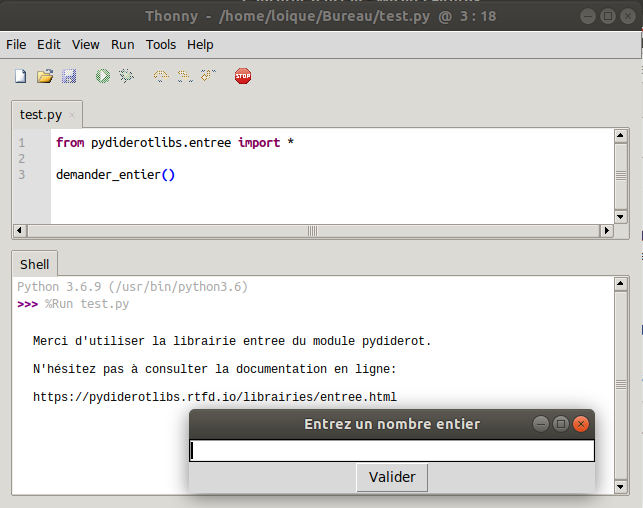 Thonny - /home/loique/Bureau/test.py @ 3 : 18
File Edit View Run Tools Help
STOP
test.py ×
1 from pydiderotlibs.entree import *
2
3 demander_entier()
Shell
Python 3.6.9 (/usr/bin/python3.6)
>>> %Run test.py
Merci d'utiliser la librairie entree du module pydiderot.
N'hésitez pas à consulter la documentation en ligne:
https://pydiderotlibs.rtfd.io/librairies/entree.html
Entrez un nombre entier
Valider